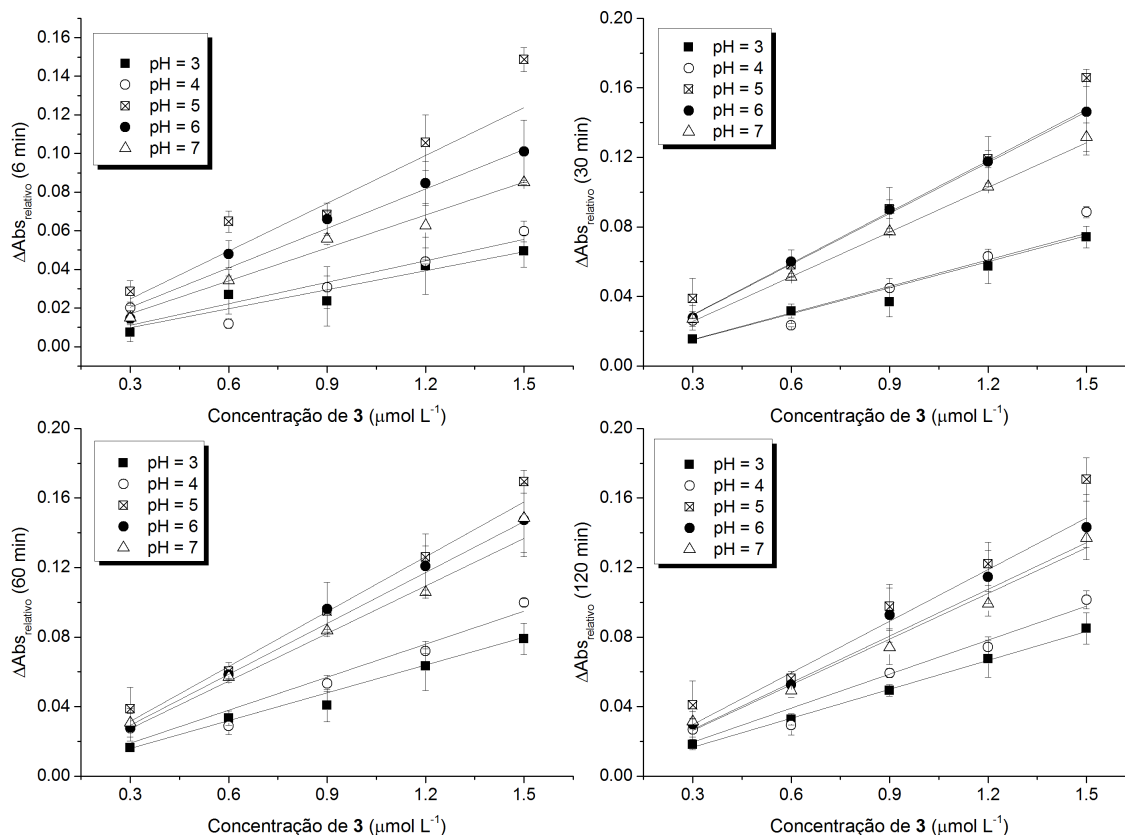 0.16
0.14
0.12
0.10
0.08
0.06
0.04
0.02
0.00
ΔAbsrelativo (6 min)
pH = 3
pH = 4
pH = 5
pH = 6
pH = 7
0.3 0.6 0.9 1.2 1.5
Concentração de 3 (μmol L-1)
0.20
0.16
0.12
0.08
0.04
0.00
ΔAbsrelativo (30 min)
pH = 3
pH = 4
pH = 5
pH = 6
pH = 7
0.3 0.6 0.9 1.2 1.5
Concentração de 3 (μmol L-1)
0.20
0.16
0.12
0.08
0.04
0.00
ΔAbsrelativo (60 min)
pH = 3
pH = 4
pH = 5
pH = 6
pH = 7
0.3 0.6 0.9 1.2 1.5
Concentração de 3 (μmol L-1)
0.20
0.16
0.12
0.08
0.04
0.00
ΔAbsrelativo (120 min)
pH = 3
pH = 4
pH = 5
pH = 6
pH = 7
0.3 0.6 0.9 1.2 1.5
Concentração de 3 (μmol L-1)